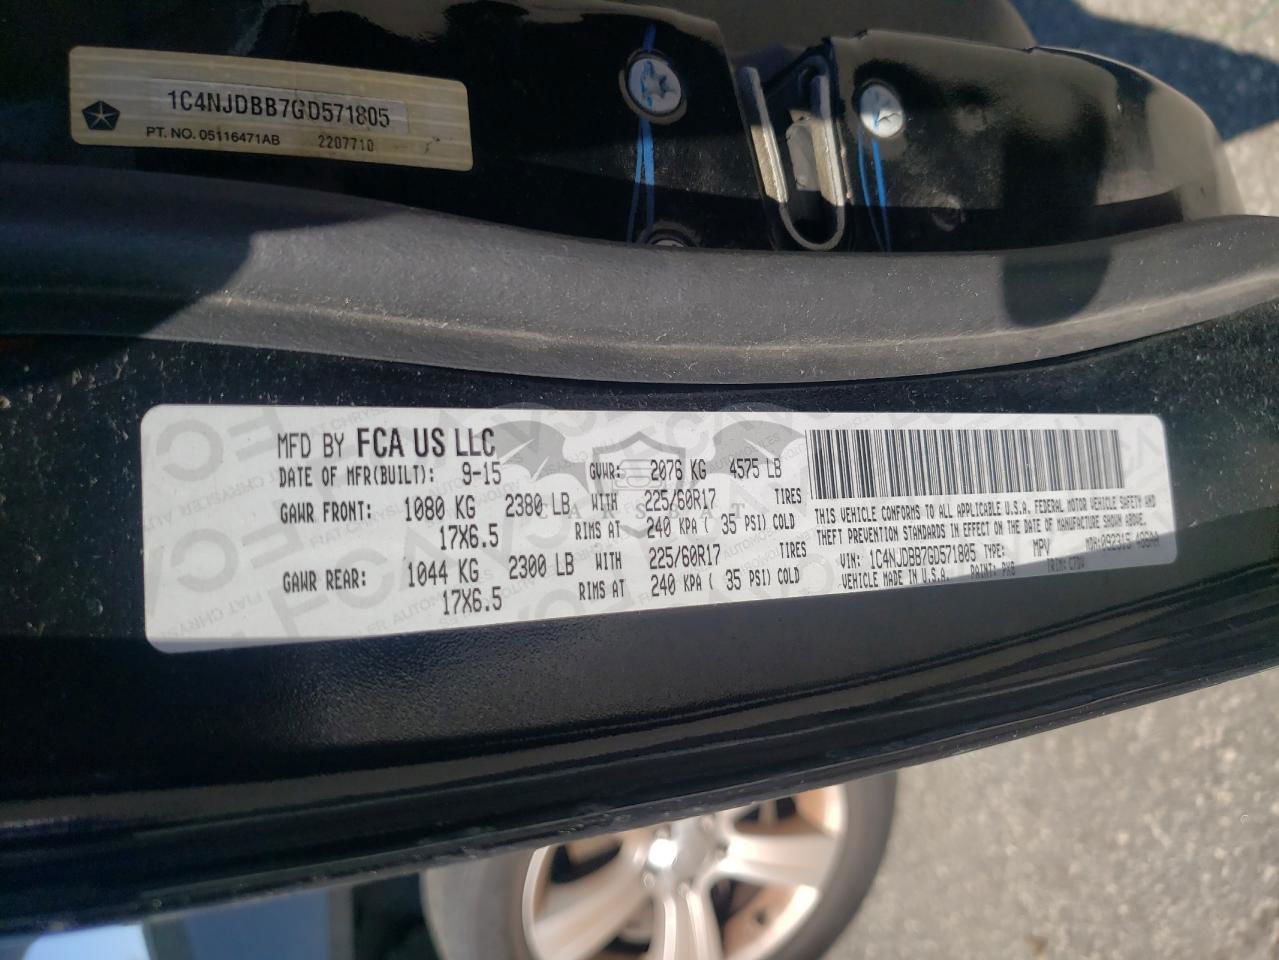 1C4NJDBB7GD571805
PT. NO. 05116471AB 2207710
MFD BY FCA US LLC
DATE OF MFR(BUILT): 9-15 GVWR: 2076 KG 4575 LB
GAWR FRONT: 1080 KG 2380 LB WITH 225/60R17 TIRES
17X6.5 RIMS AT 240 KPA ( 35 PSI) COLD
GAWR REAR: 1044 KG 2300 LB WITH 225/60R17 TIRES
17X6.5 RIMS AT 240 KPA ( 35 PSI) COLD
THIS VEHICLE CONFORMS TO ALL APPLICABLE U.S.A. FEDERAL MOTOR VEHICLE SAFETY AND
THEFT PREVENTION STANDARDS IN EFFECT ON THE DATE OF MANUFACTURE SHOWN ABOVE.
VIN: 1C4NJDBB7GD571805 TYPE: MPV
VEHICLE MADE IN U.S.A. PAINT: PX8 TRIM:
CASTAT